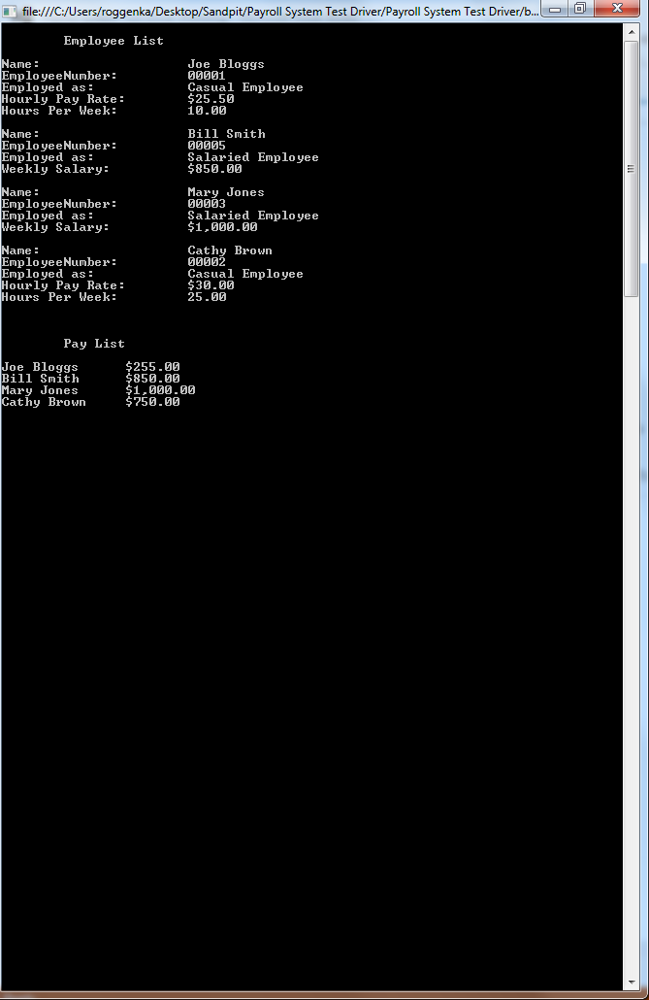 file:///C:/Users/roggenka/Desktop/Sandpit/Payroll System Test Driver/Payroll System Test Driver/b...
Employee List
Name: Joe Bloggs
EmployeeNumber: 00001
Employed as: Casual Employee
Hourly Pay Rate: $25.50
Hours Per Week: 10.00
Name: Bill Smith
EmployeeNumber: 00005
Employed as: Salaried Employee
Weekly Salary: $850.00
Name: Mary Jones
EmployeeNumber: 00003
Employed as: Salaried Employee
Weekly Salary: $1,000.00
Name: Cathy Brown
EmployeeNumber: 00002
Employed as: Casual Employee
Hourly Pay Rate: $30.00
Hours Per Week: 25.00
Pay List
Joe Bloggs $255.00
Bill Smith $850.00
Mary Jones $1,000.00
Cathy Brown $750.00